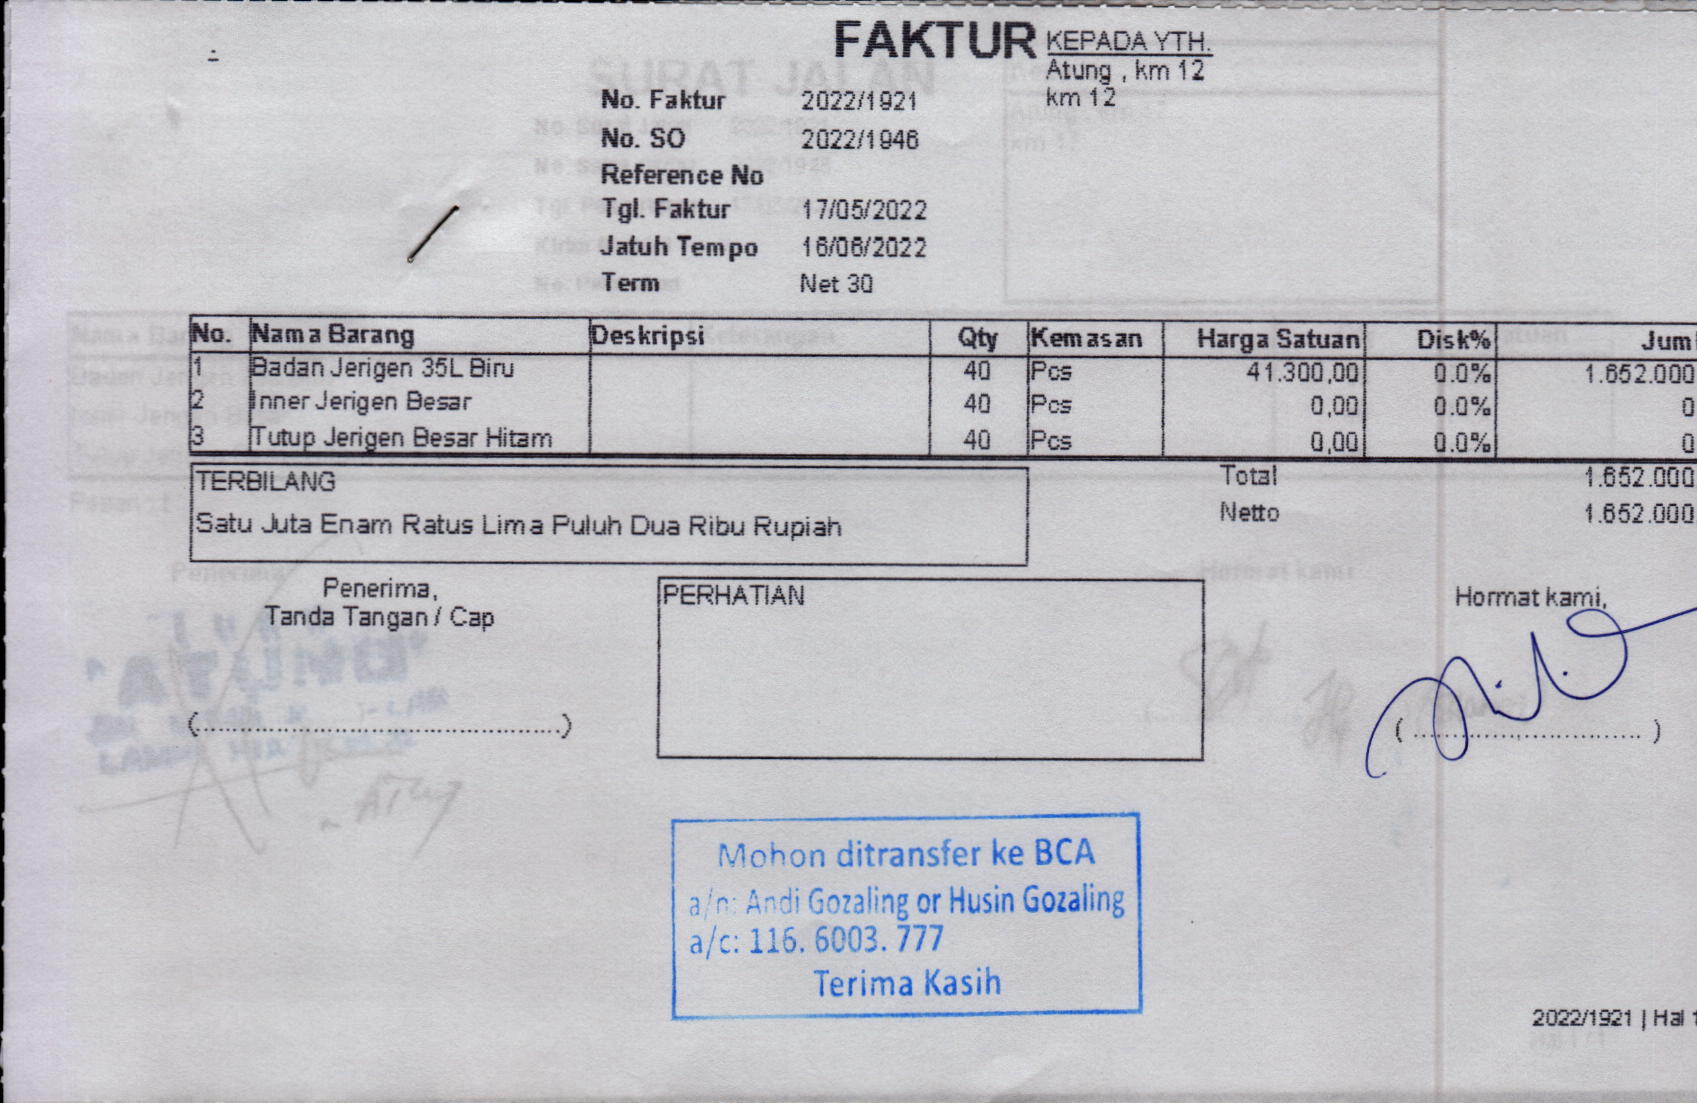 FAKTUR
KEPADA YTH.
Atung , km 12
km 12
No. Faktur 2022/1921
No. SO 2022/1946
Reference No
Tgl. Faktur 17/05/2022
Jatuh Tempo 16/06/2022
Term Net 30
No. Nama Barang Deskripsi Qty Kemasan Harga Satuan Disk% Juml
1 Badan Jerigen 35L Biru 40 Pcs 41.300,00 0.0% 1.652.000
2 Inner Jerigen Besar 40 Pcs 0,00 0.0% 0
3 Tutup Jerigen Besar Hitam 40 Pcs 0,00 0.0% 0
TERBILANG
Satu Juta Enam Ratus Lima Puluh Dua Ribu Rupiah
Total 1.652.000
Netto 1.652.000
Penerima,
Tanda Tangan / Cap
(..........................................)
PERHATIAN
Hormat kami,
( .............................. )
Mohon ditransfer ke BCA
a/n: Andi Gozaling or Husin Gozaling
a/c: 116. 6003. 777
Terima Kasih
2022/1921 | Hal 1